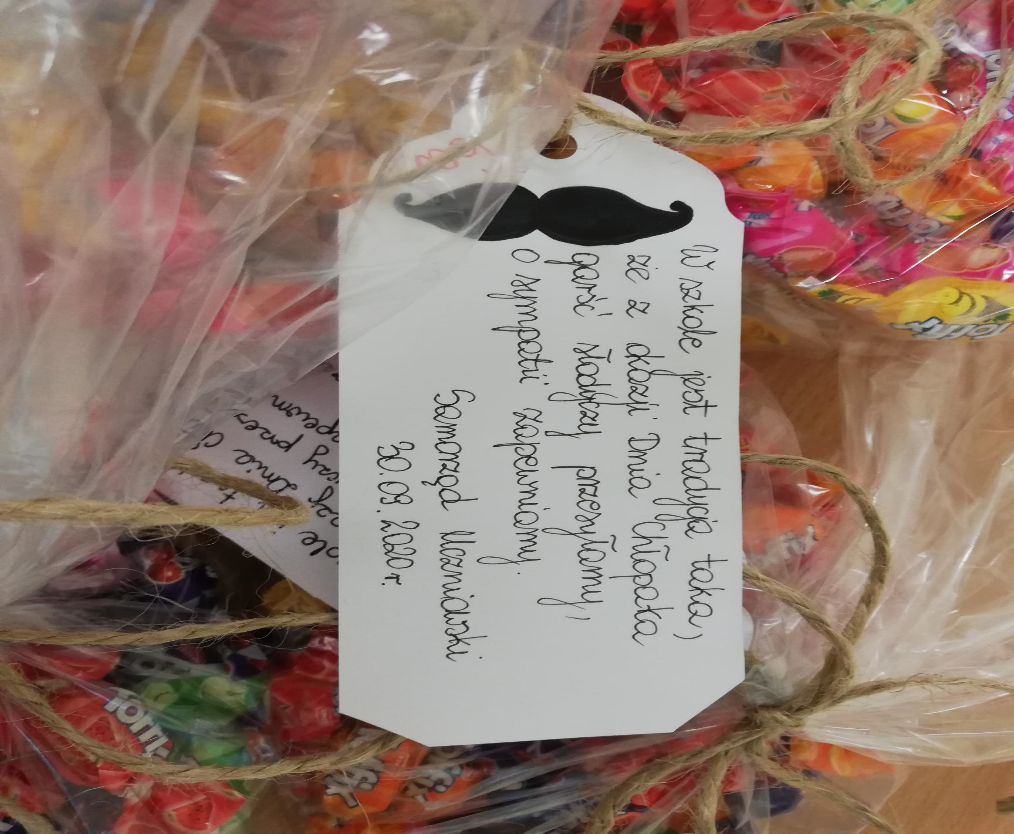 W szkole jest tradycja taka,
że z okazji Dnia Chłopaka
garść słodyczy przesyłamy,
o sympatii zapewniamy.
Samorząd Uczniowski
30.09.2020r.